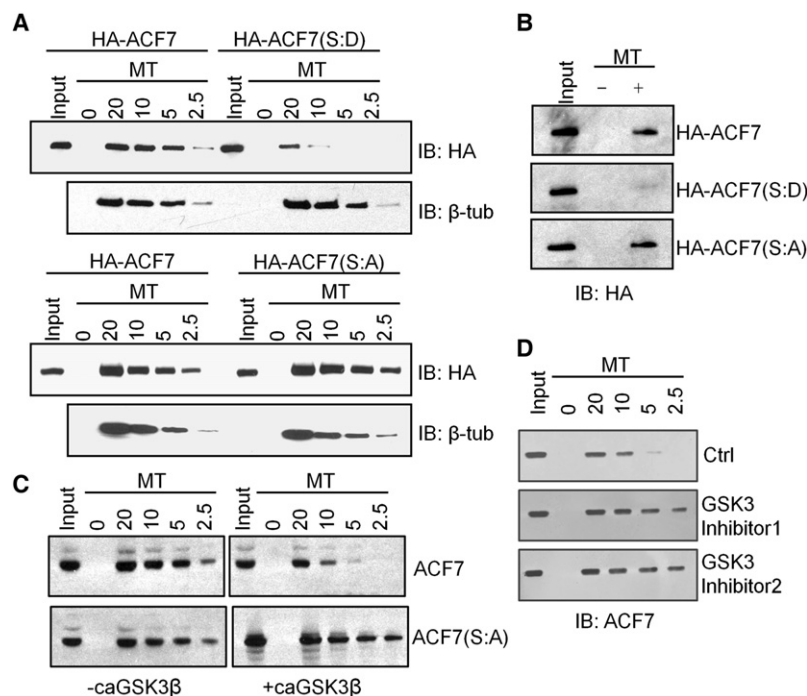 A
HA-ACF7 HA-ACF7(S:D)
MT MT
Input 0 20 10 5 2.5 Input 0 20 10 5 2.5
IB: HA
IB: β-tub
HA-ACF7 HA-ACF7(S:A)
MT MT
Input 0 20 10 5 2.5 Input 0 20 10 5 2.5
IB: HA
IB: β-tub
B
MT
Input − +
HA-ACF7
HA-ACF7(S:D)
HA-ACF7(S:A)
IB: HA
C
MT MT
Input 0 20 10 5 2.5 Input 0 20 10 5 2.5
ACF7
ACF7(S:A)
-caGSK3β +caGSK3β
D
MT
Input 0 20 10 5 2.5
Ctrl
GSK3
Inhibitor1
GSK3
Inhibitor2
IB: ACF7